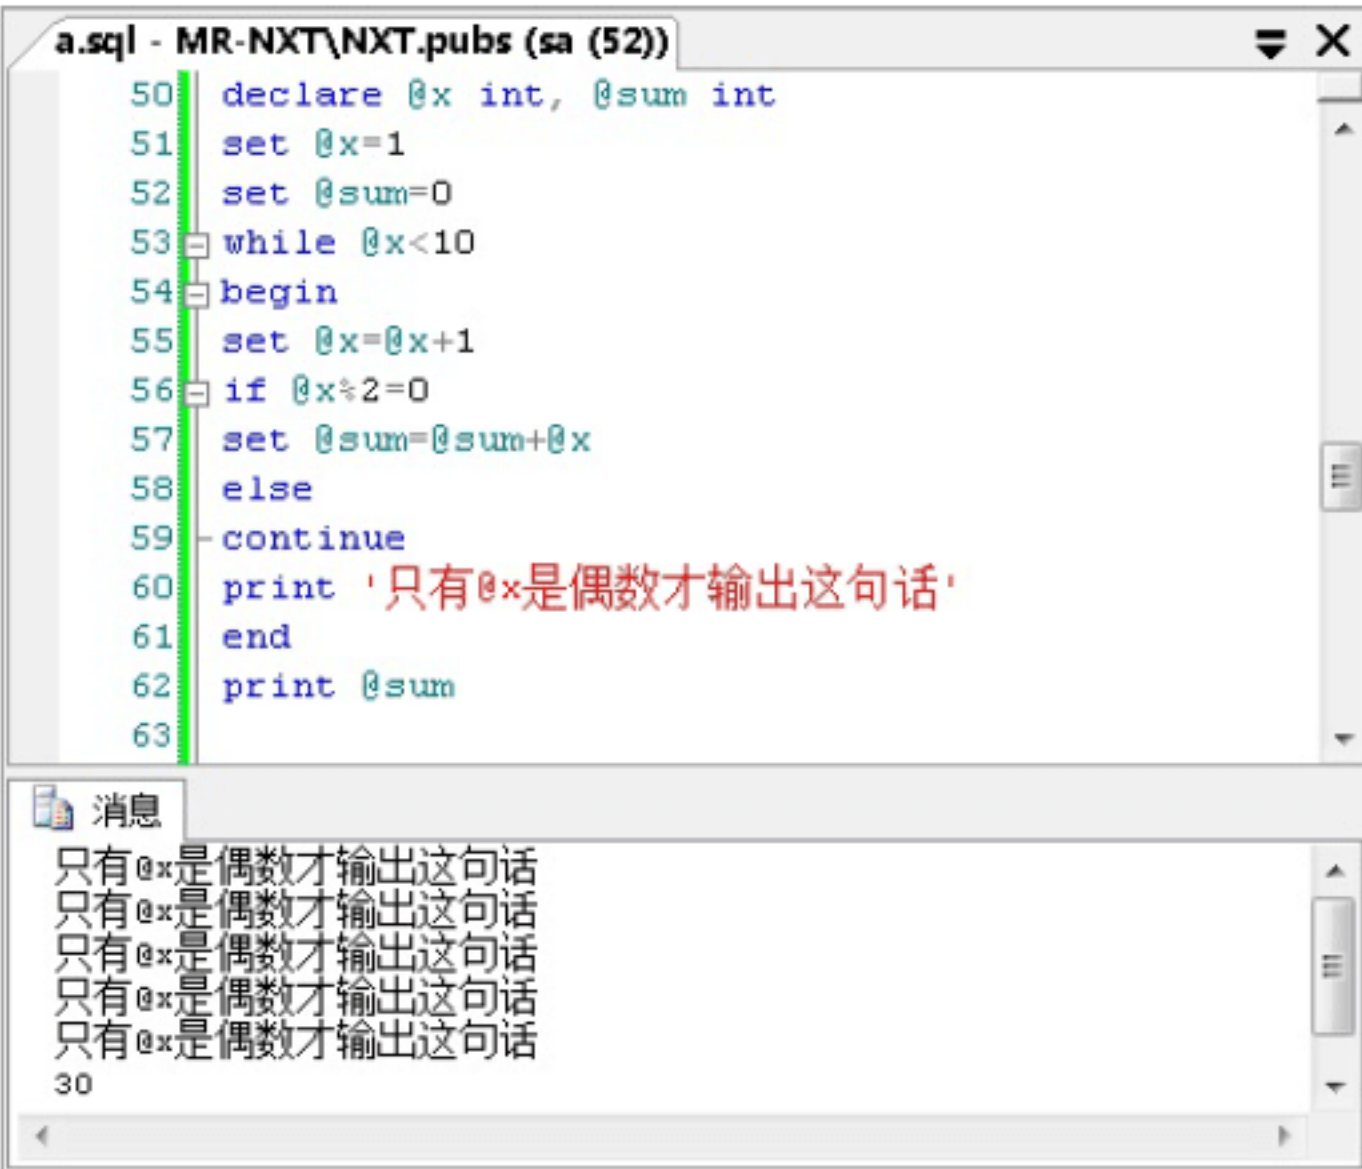 a.sql - MR-NXT\NXT.pubs (sa (52))
50 declare @x int, @sum int
51 set @x=1
52 set @sum=0
53 while @x<10
54 begin
55 set @x=@x+1
56 if @x%2=0
57 set @sum=@sum+@x
58 else
59 continue
60 print '只有@x是偶数才输出这句话'
61 end
62 print @sum
63
消息
只有@x是偶数才输出这句话
只有@x是偶数才输出这句话
只有@x是偶数才输出这句话
只有@x是偶数才输出这句话
只有@x是偶数才输出这句话
30